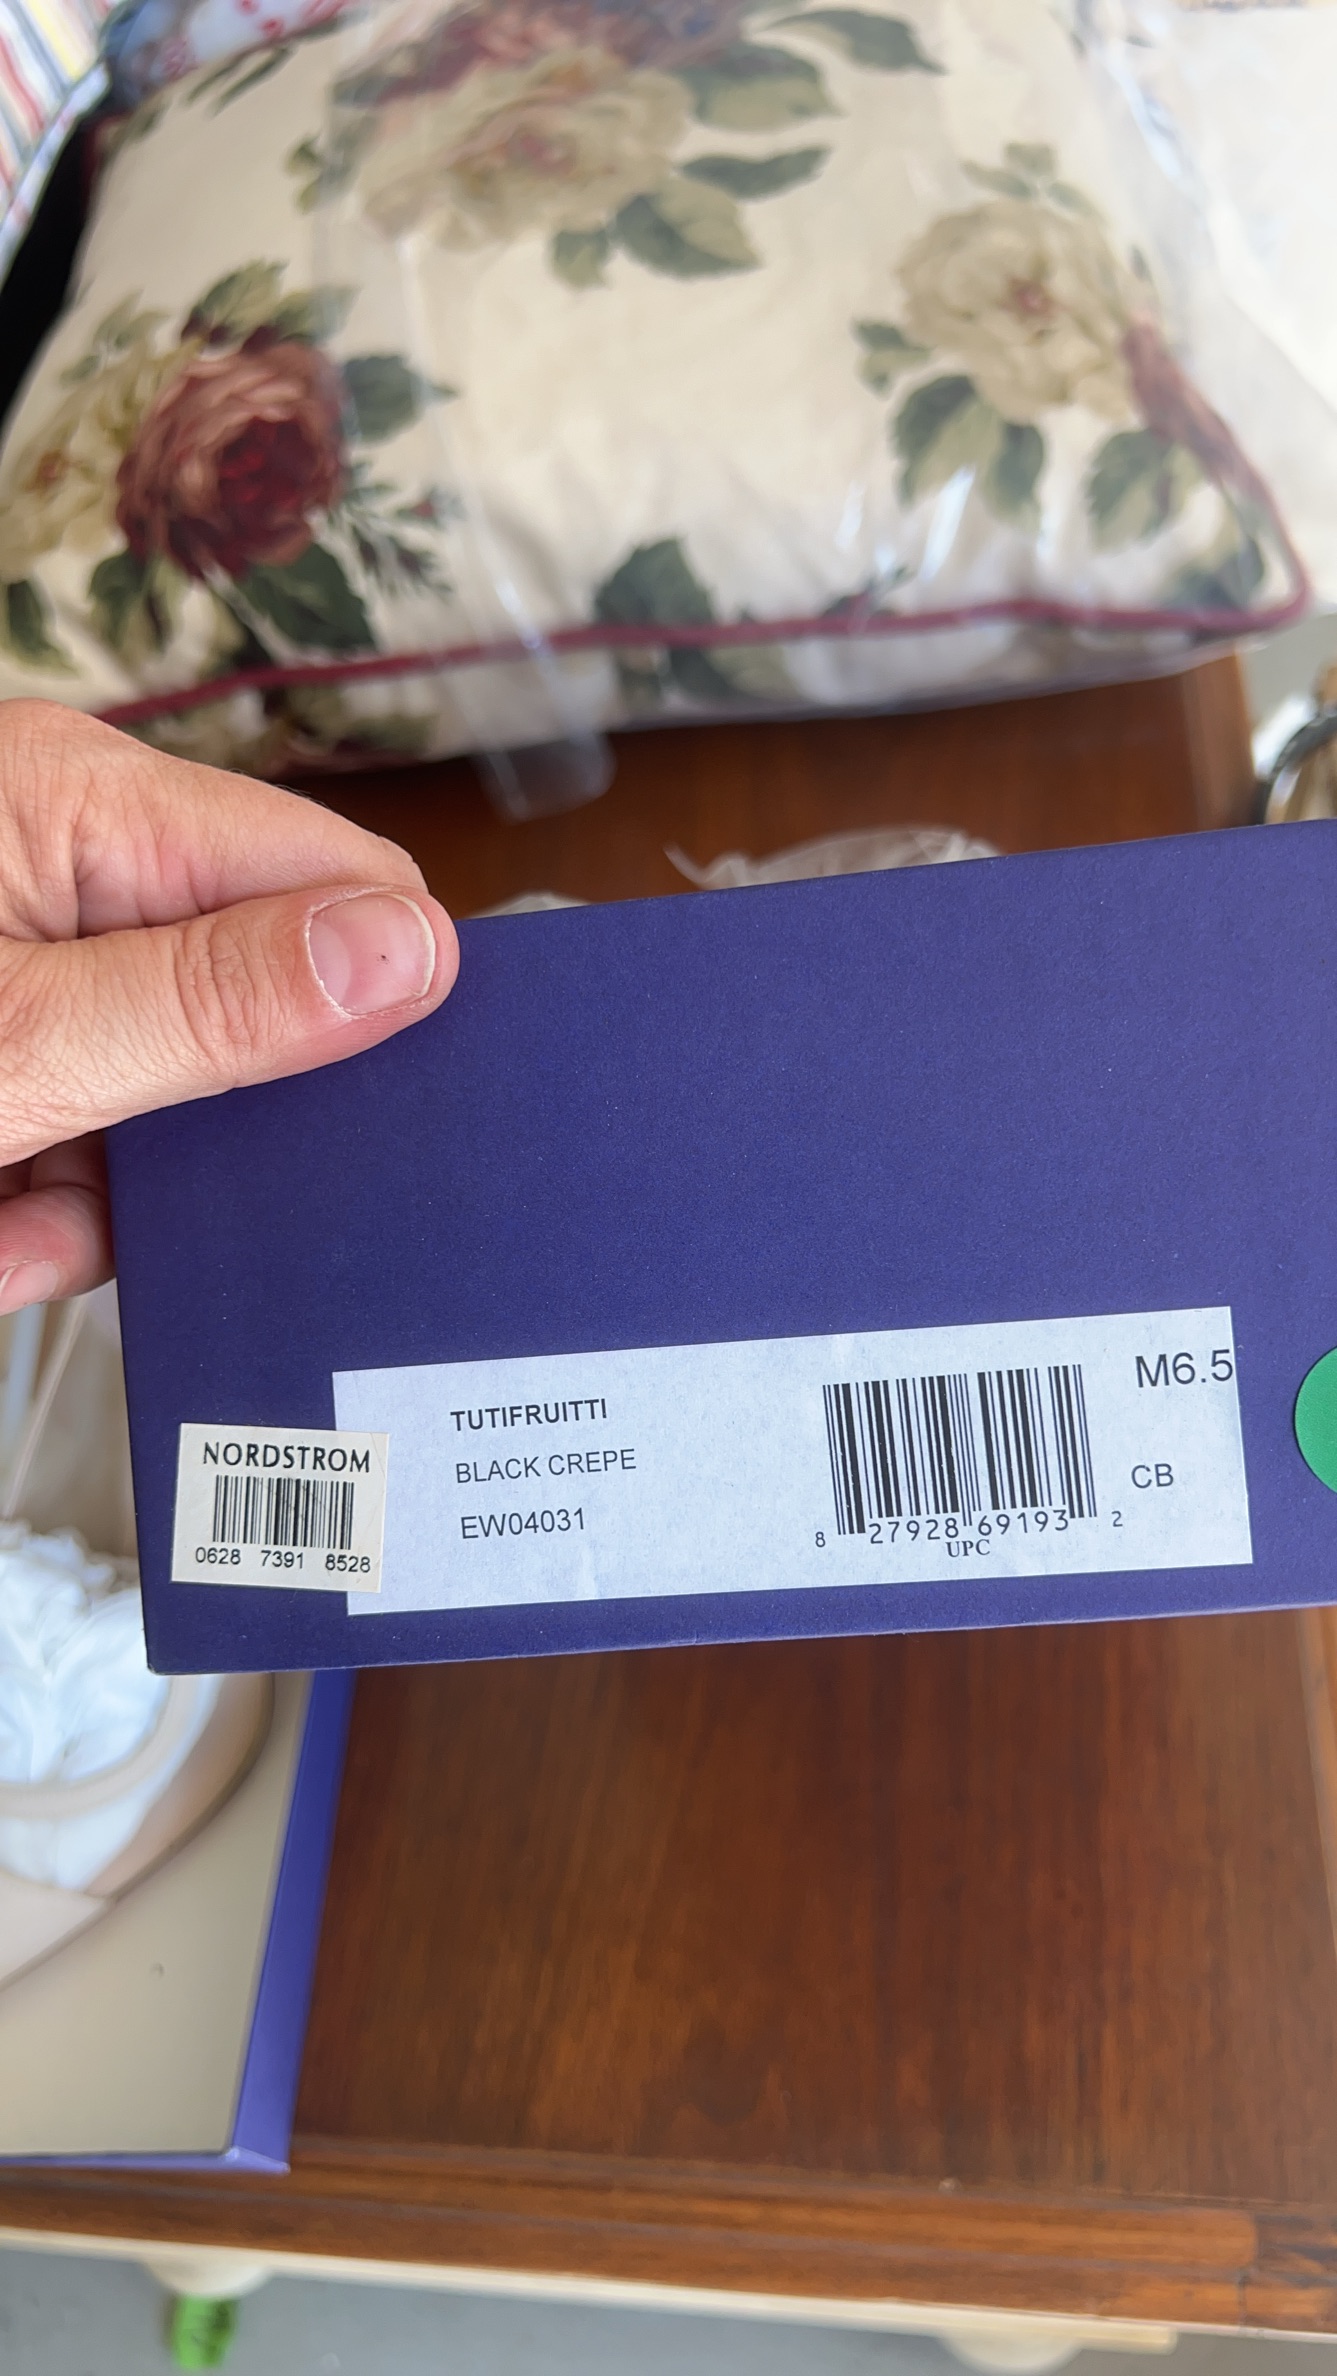 NORDSTROM
0628 7391 8528
TUTIFRUITTI
BLACK CREPE
EW04031
8 27928 69193 2
UPC
M6.5
CB